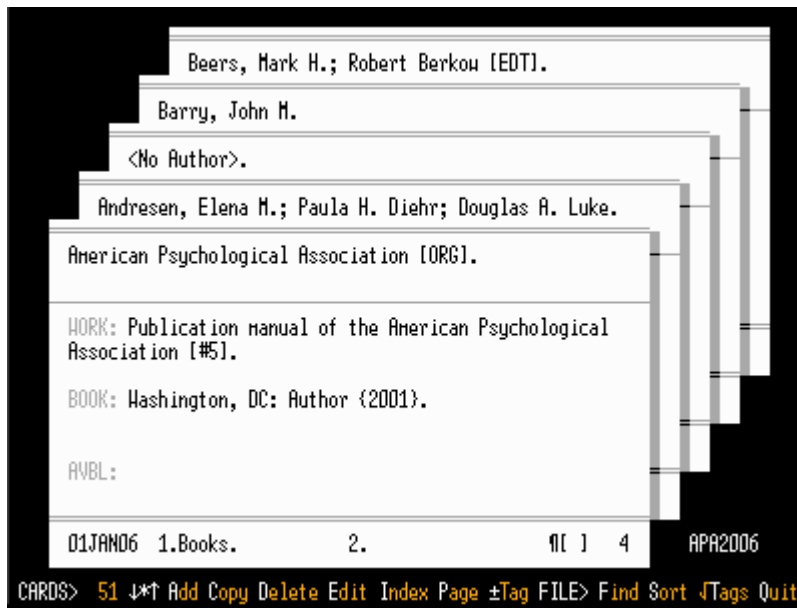 Beers, Mark H.; Robert Berkow [EDT].
Barry, John M.
<No Author>.
Andresen, Elena M.; Paula H. Diehr; Douglas A. Luke.
American Psychological Association [ORG].
WORK: Publication manual of the American Psychological
Association [#5].
BOOK: Washington, DC: Author {2001}.
AVBL:
01JAN06 1.Books. 2. ¶[ ] 4 APA2006
CARDS> 51 ↓*↑ Add Copy Delete Edit Index Page ±Tag FILE> Find Sort √Tags Quit